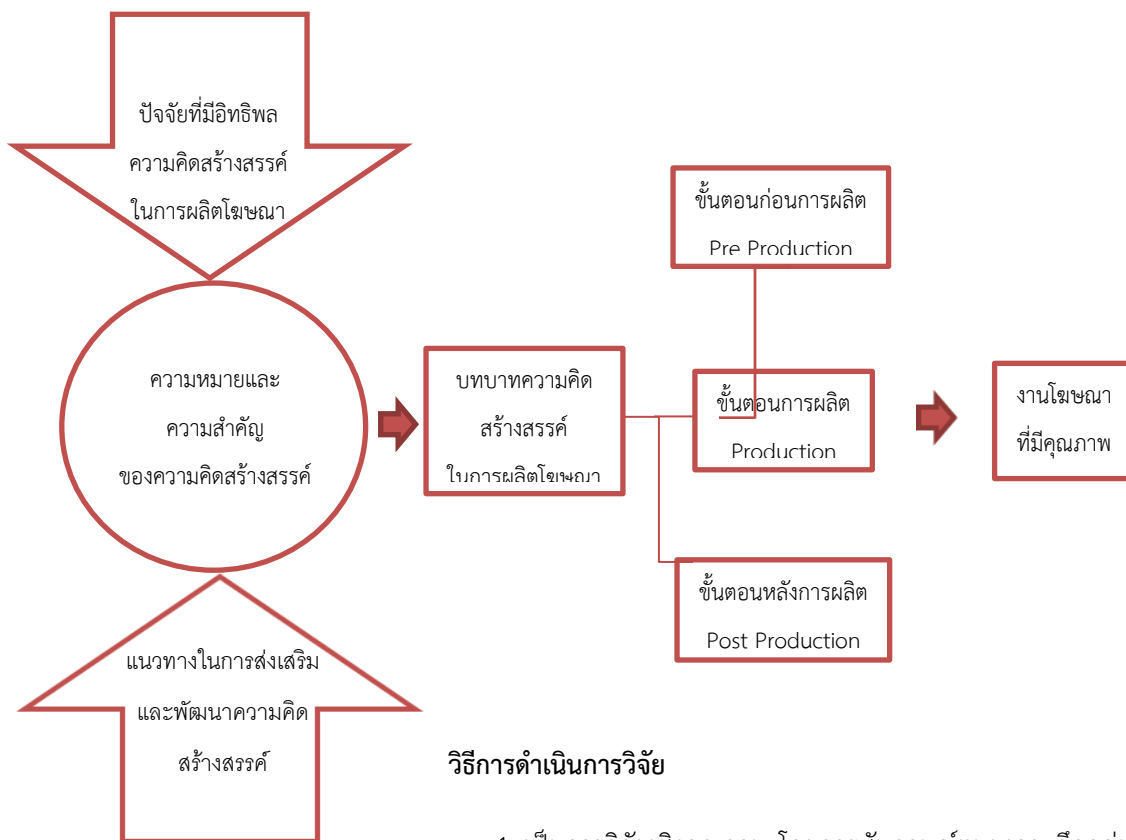 ปัจจัยที่มีอิทธิพล
ความคิดสร้างสรรค์
ในการผลิตโฆษณา
ความหมายและ
ความสำคัญ
ของความคิดสร้างสรรค์
แนวทางในการส่งเสริม
และพัฒนาความคิด
สร้างสรรค์
บทบาทความคิด
สร้างสรรค์
ในการผลิตโฆษณา
ขั้นตอนก่อนการผลิต
Pre Production
ขั้นตอนการผลิต
Production
ขั้นตอนหลังการผลิต
Post Production
งานโฆษณา
ที่มีคุณภาพ
วิธีการดำเนินการวิจัย